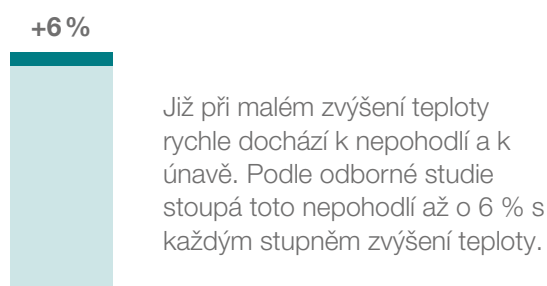 +6 %
Již při malém zvýšení teploty
rychle dochází k nepohodlí a k
únavě. Podle odborné studie
stoupá toto nepohodlí až o 6 % s
každým stupněm zvýšení teploty.